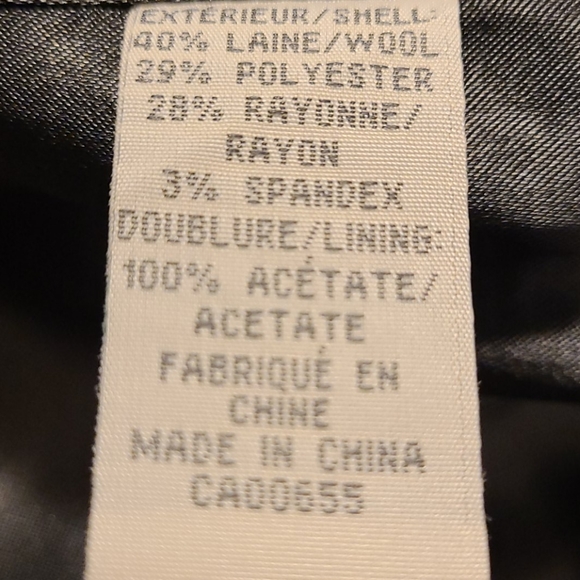 EXTÉRIEUR/SHELL:
40% LAINE/WOOL
29% POLYESTER
28% RAYONNE/
RAYON
3% SPANDEX
DOUBLURE/LINING:
100% ACÉTATE/
ACETATE
FABRIQUÉ EN
CHINE
MADE IN CHINA
CA00655